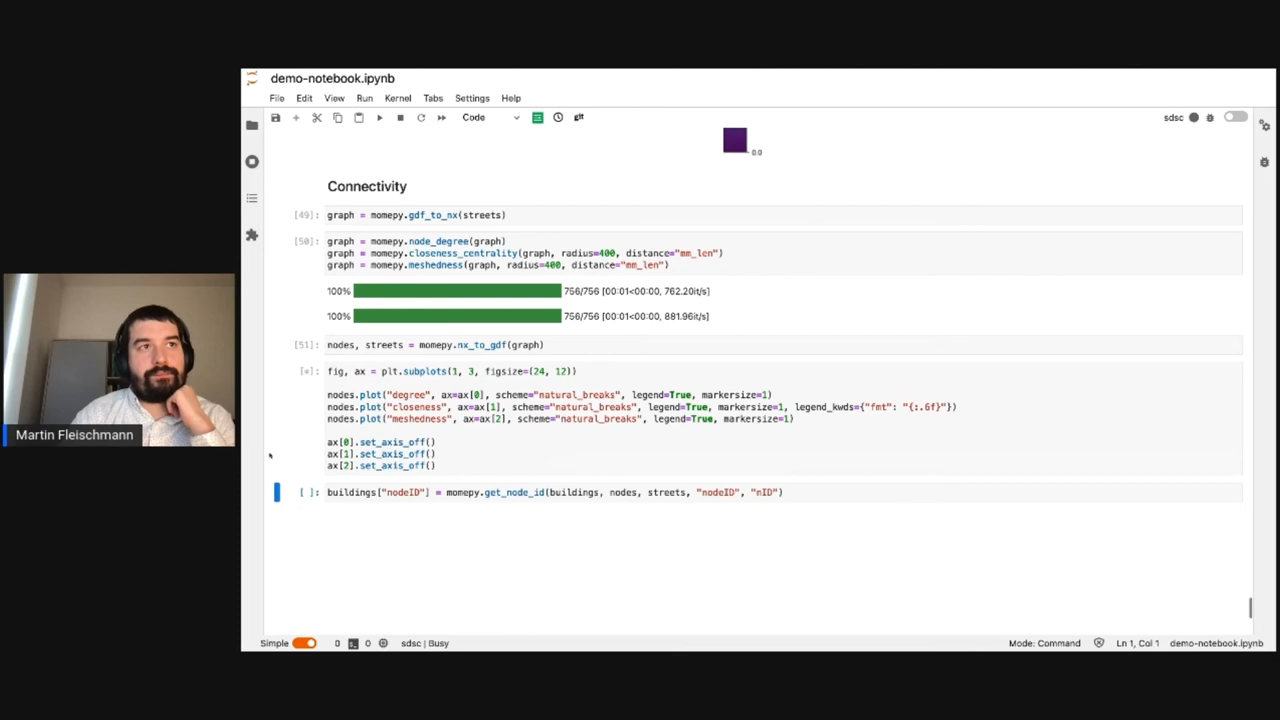 demo-notebook.ipynb
File Edit View Run Kernel Tabs Settings Help
Code
git
sdsc
0.0
Connectivity
[49]: graph = momepy.gdf_to_nx(streets)
[50]: graph = momepy.node_degree(graph)
graph = momepy.closeness_centrality(graph, radius=400, distance="mm_len")
graph = momepy.meshedness(graph, radius=400, distance="mm_len")
100% 756/756 [00:01<00:00, 762.20it/s]
100% 756/756 [00:01<00:00, 881.96it/s]
[51]: nodes, streets = momepy.nx_to_gdf(graph)
[*]: fig, ax = plt.subplots(1, 3, figsize=(24, 12))
nodes.plot("degree", ax=ax[0], scheme="natural_breaks", legend=True, markersize=1)
nodes.plot("closeness", ax=ax[1], scheme="natural_breaks", legend=True, markersize=1, legend_kwds={"fmt": "{:.6f}"})
nodes.plot("meshedness", ax=ax[2], scheme="natural_breaks", legend=True, markersize=1)
ax[0].set_axis_off()
ax[1].set_axis_off()
ax[2].set_axis_off()
[ ]: buildings["nodeID"] = momepy.get_node_id(buildings, nodes, streets, "nodeID", "nID")
Martin Fleischmann
Simple 0 0 sdsc | Busy Mode: Command Ln 1, Col 1 demo-notebook.ipynb